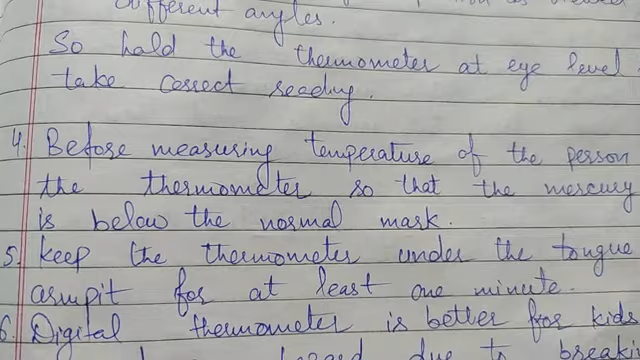 different angles.
So hold the thermometer at eye level
take correct reading.
4. Before measuring temperature of the person
the thermometer so that the mercury
is below the normal mark.
5. Keep the thermometer under the tongue
armpit for at least one minute.
6. Digital thermometer is better for kids
due to breaki